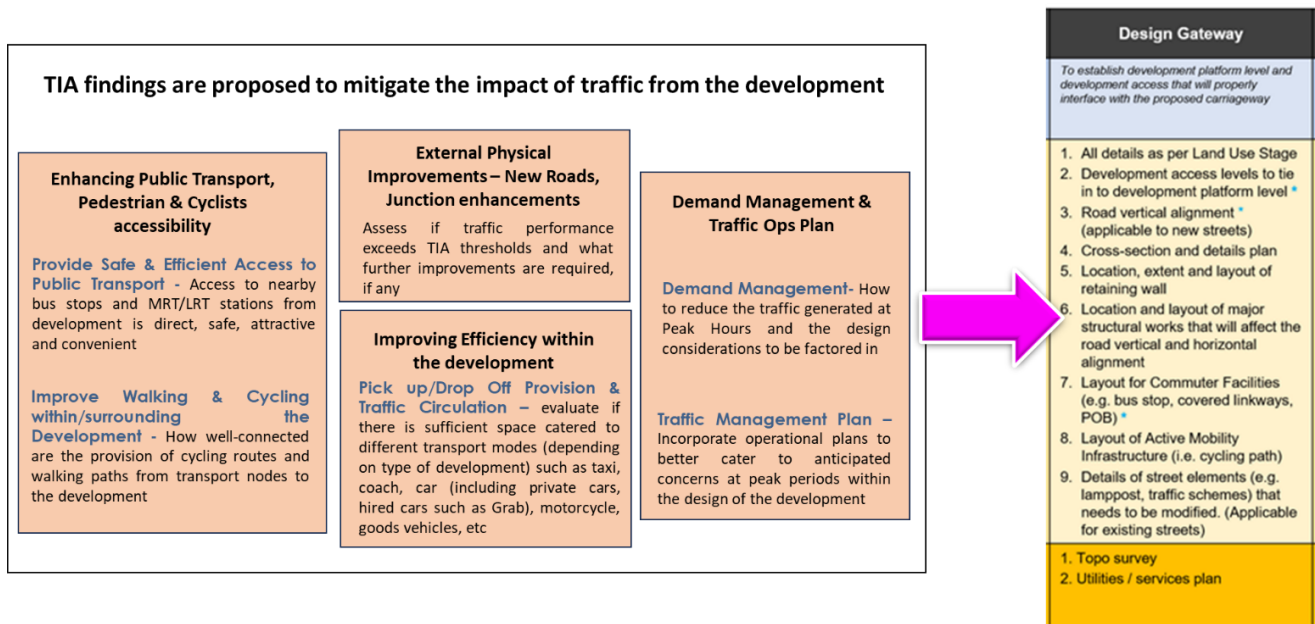 TIA findings are proposed to mitigate the impact of traffic from the development
Enhancing Public Transport,
Pedestrian & Cyclists
accessibility
Provide Safe & Efficient Access to
Public Transport - Access to nearby
bus stops and MRT/LRT stations from
development is direct, safe, attractive
and convenient
Improve Walking & Cycling
within/surrounding the
Development - How well-connected
are the provision of cycling routes and
walking paths from transport nodes to
the development
External Physical
Improvements – New Roads,
Junction enhancements
Assess if traffic performance
exceeds TIA thresholds and what
further improvements are required,
if any
Improving Efficiency within
the development
Pick up/Drop Off Provision &
Traffic Circulation – evaluate if
there is sufficient space catered to
different transport modes (depending
on type of development) such as taxi,
coach, car (including private cars,
hired cars such as Grab), motorcycle,
goods vehicles, etc
Demand Management &
Traffic Ops Plan
Demand Management- How
to reduce the traffic generated at
Peak Hours and the design
considerations to be factored in
Traffic Management Plan –
Incorporate operational plans to
better cater to anticipated
concerns at peak periods within
the design of the development
Design Gateway
To establish development platform level and
development access that will properly
interface with the proposed carriageway
1. All details as per Land Use Stage
2. Development access levels to tie
in to development platform level *
3. Road vertical alignment *
(applicable to new streets)
4. Cross-section and details plan
5. Location, extent and layout of
retaining wall
6. Location and layout of major
structural works that will affect the
road vertical and horizontal
alignment
7. Layout for Commuter Facilities
(e.g. bus stop, covered linkways,
POB) *
8. Layout of Active Mobility
Infrastructure (i.e. cycling path)
9. Details of street elements (e.g.
lamppost, traffic schemes) that
needs to be modified. (Applicable
for existing streets)
1. Topo survey
2. Utilities / services plan